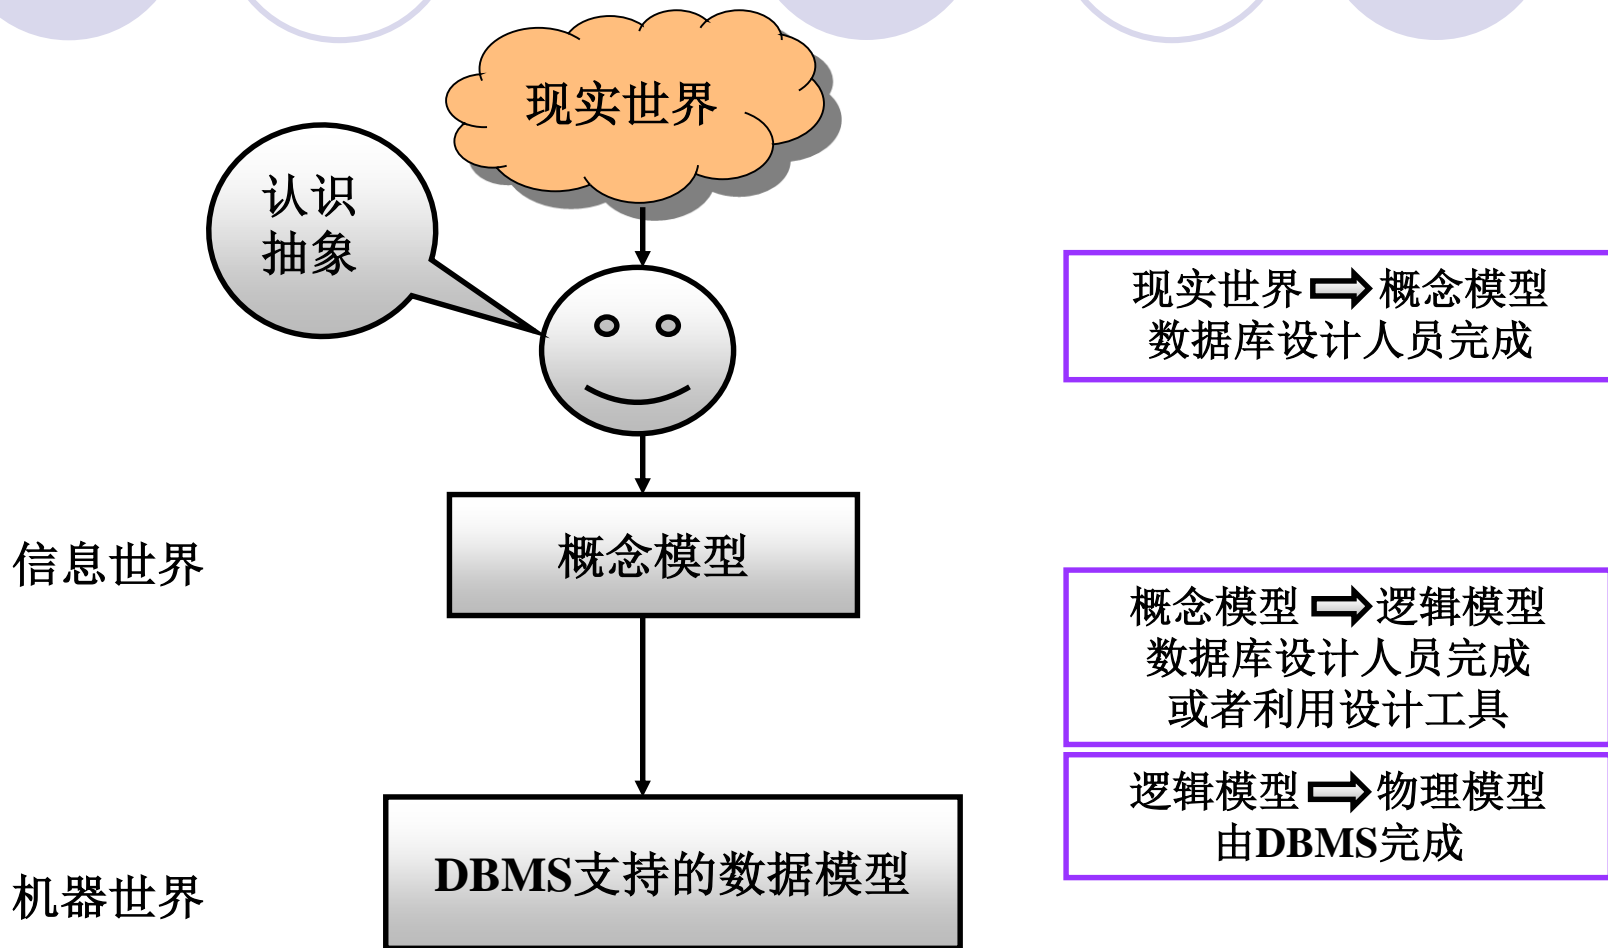 现实世界
认识
抽象
现实世界 概念模型
数据库设计人员完成
信息世界
概念模型
概念模型 逻辑模型
数据库设计人员完成
或者利用设计工具
逻辑模型 物理模型
由DBMS完成
机器世界
DBMS支持的数据模型